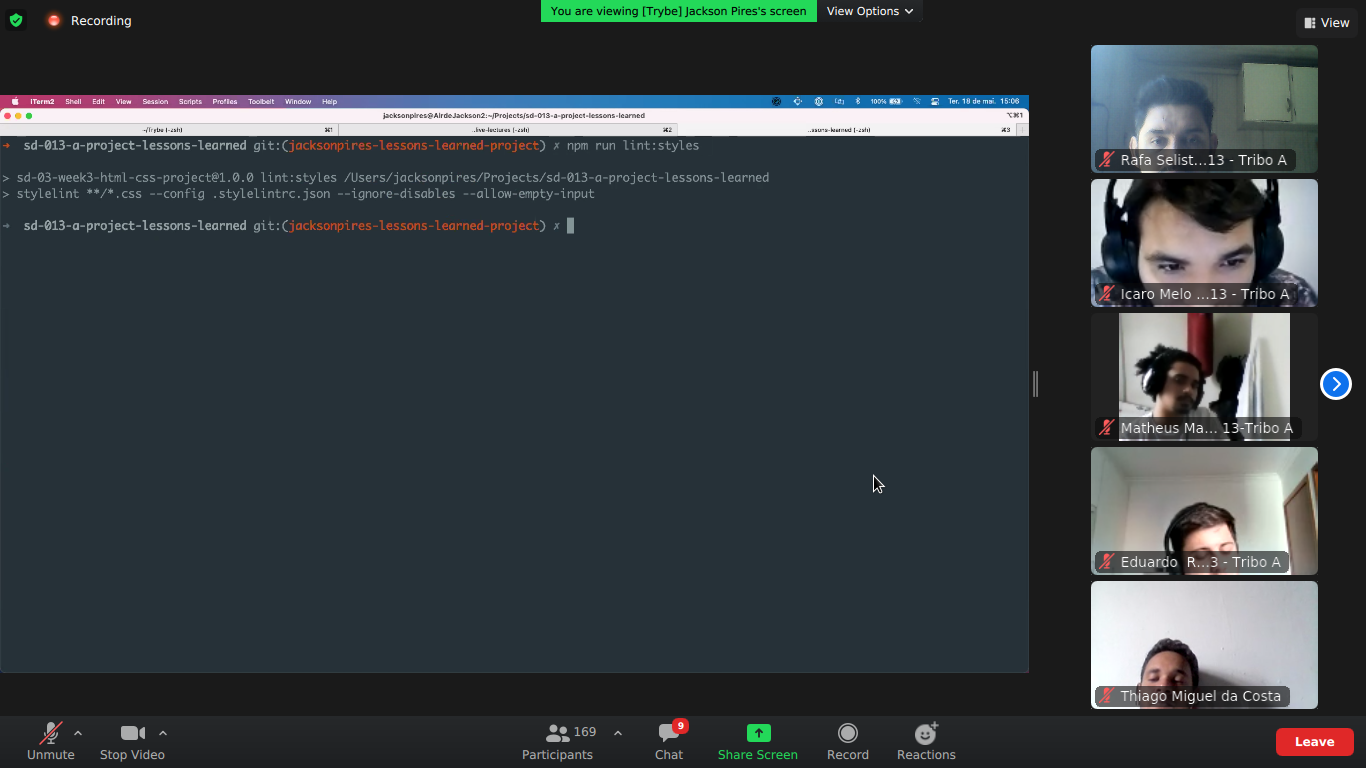 Recording
You are viewing [Trybe] Jackson Pires's screen
View Options
View
iTerm2 Shell Edit View Session Scripts Profiles Toolbelt Window Help
100% Ter. 18 de mai. 15:06
jacksonpires@AirdeJackson2:~/Projects/sd-013-a-project-lessons-learned
⌥⌘1
~/Trybe (-zsh) ⌘1 ..live-lectures (-zsh) ⌘2 ..ssons-learned (-zsh) ⌘3
→ sd-013-a-project-lessons-learned git:(jacksonpires-lessons-learned-project) ✗ npm run lint:styles
> sd-03-week3-html-css-project@1.0.0 lint:styles /Users/jacksonpires/Projects/sd-013-a-project-lessons-learned
> stylelint **/*.css --config .stylelintrc.json --ignore-disables --allow-empty-input
→ sd-013-a-project-lessons-learned git:(jacksonpires-lessons-learned-project) ✗
Rafa Selist...13 - Tribo A
Icaro Melo ...13 - Tribo A
Matheus Ma... 13-Tribo A
Eduardo R...3 - Tribo A
Thiago Miguel da Costa
Unmute
Stop Video
169
Participants
9
Chat
Share Screen
Record
Reactions
Leave